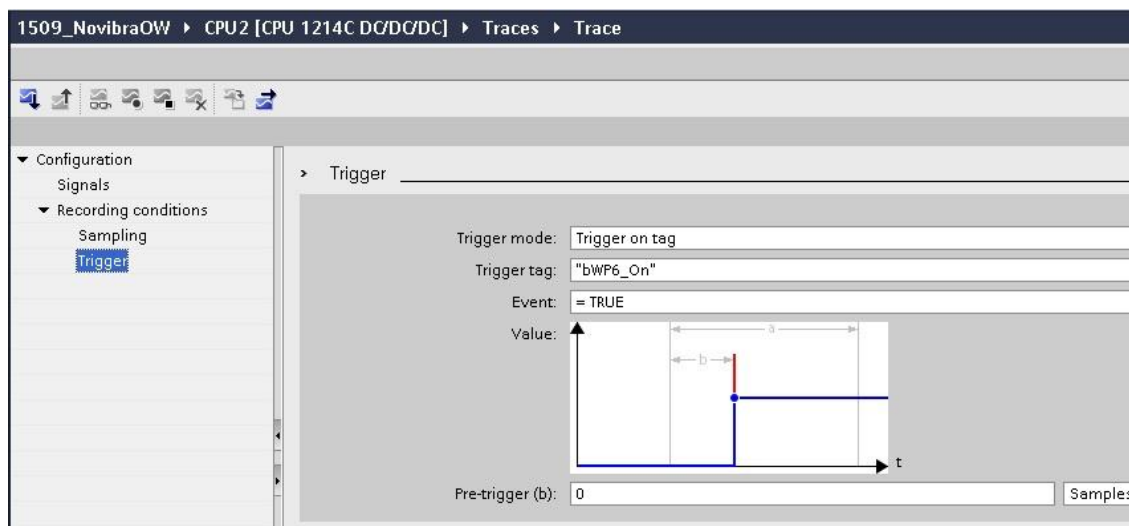 1509_NovibraOW ▸ CPU2 [CPU 1214C DC/DC/DC] ▸ Traces ▸ Trace
Configuration
Signals
Recording conditions
Sampling
Trigger
Trigger
Trigger mode: Trigger on tag
Trigger tag: "bWP6_On"
Event: = TRUE
Value:
a
b
t
Pre-trigger (b): 0 Samples